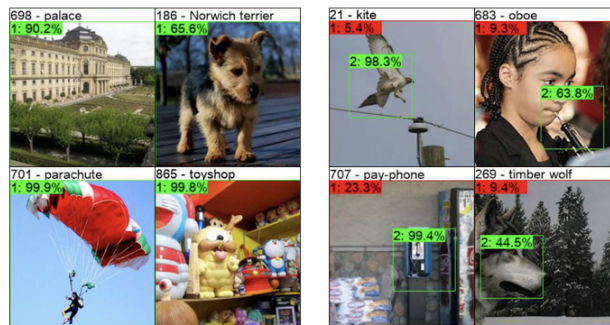 698 - palace
1: 90.2%
186 - Norwich terrier
1: 65.6%
21 - kite
1: 5.4%
2: 98.3%
683 - oboe
1: 9.3%
2: 63.8%
701 - parachute
1: 99.9%
865 - toyshop
1: 99.8%
707 - pay-phone
1: 23.3%
2: 99.4%
269 - timber wolf
1: 9.4%
2: 44.5%